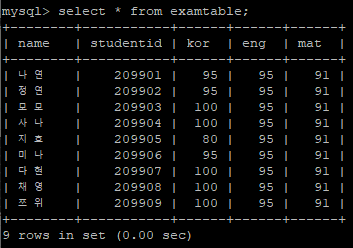 mysql> select * from examtable;
+--------+-----------+------+------+------+
| name | studentid | kor | eng | mat |
+--------+-----------+------+------+------+
| 나연 | 209901 | 95 | 95 | 91 |
| 정연 | 209902 | 95 | 95 | 91 |
| 모모 | 209903 | 100 | 95 | 91 |
| 사나 | 209904 | 100 | 95 | 91 |
| 지효 | 209905 | 80 | 95 | 91 |
| 미나 | 209906 | 95 | 95 | 91 |
| 다현 | 209907 | 100 | 95 | 91 |
| 채영 | 209908 | 100 | 95 | 91 |
| 쯔위 | 209909 | 100 | 95 | 91 |
+--------+-----------+------+------+------+
9 rows in set (0.00 sec)